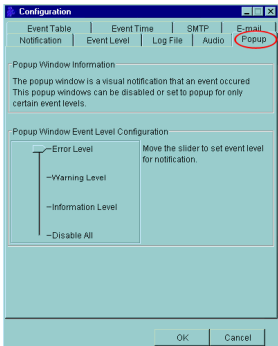 Configuration
Event Table Event Time SMTP E-mail
Notification Event Level Log File Audio Popup
Popup Window Information
The popup window is a visual notification that an event occured
This popup windows can be disabled or set to popup for only
certain event levels.
Popup Window Event Level Configuration
Error Level
Warning Level
Information Level
Disable All
Move the slider to set event level
for notification.
OK Cancel